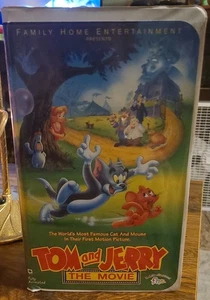 FAMILY HOME ENTERTAINMENT
PRESENTS
The World's Most Famous Cat And Mouse
In Their First Motion Picture.
TOM and JERRY
THE MOVIE